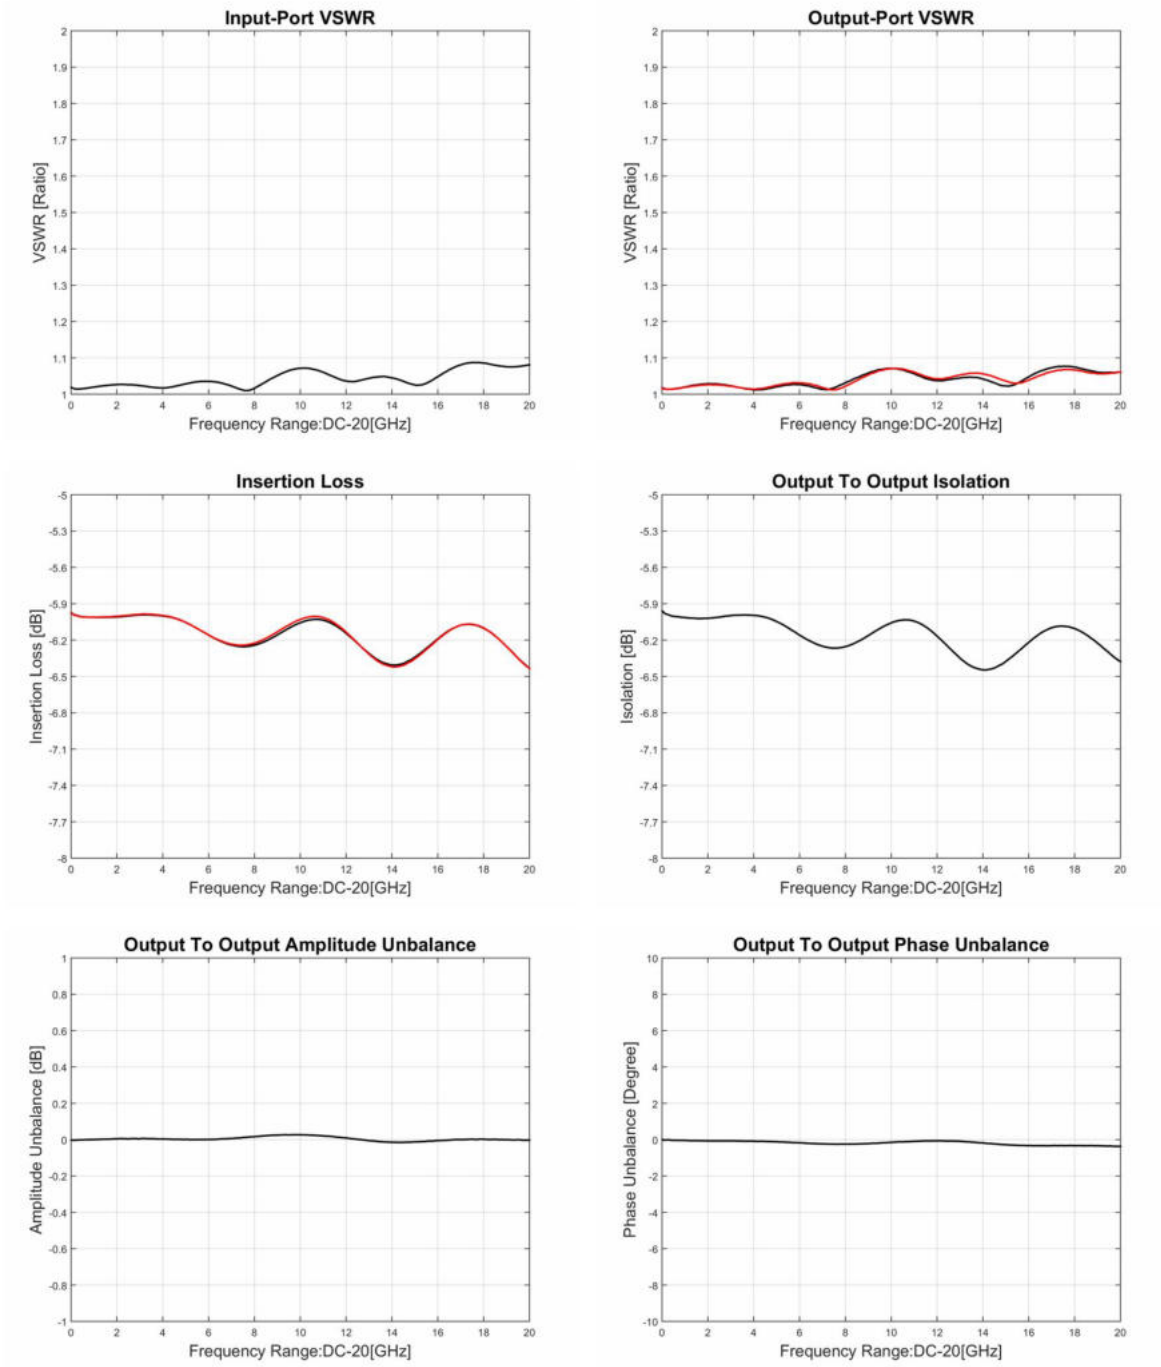 Input-Port VSWR
2
1.9
1.8
1.7
1.6
1.5
1.4
1.3
1.2
1.1
1
VSWR [Ratio]
0 2 4 6 8 10 12 14 16 18 20
Frequency Range:DC-20[GHz]
Output-Port VSWR
2
1.9
1.8
1.7
1.6
1.5
1.4
1.3
1.2
1.1
1
VSWR [Ratio]
0 2 4 6 8 10 12 14 16 18 20
Frequency Range:DC-20[GHz]
Insertion Loss
-5
-5.3
-5.6
-5.9
-6.2
-6.5
-6.8
-7.1
-7.4
-7.7
-8
Insertion Loss [dB]
0 2 4 6 8 10 12 14 16 18 20
Frequency Range:DC-20[GHz]
Output To Output Isolation
-5
-5.3
-5.6
-5.9
-6.2
-6.5
-6.8
-7.1
-7.4
-7.7
-8
Isolation [dB]
0 2 4 6 8 10 12 14 16 18 20
Frequency Range:DC-20[GHz]
Output To Output Amplitude Unbalance
1
0.8
0.6
0.4
0.2
0
-0.2
-0.4
-0.6
-0.8
-1
Amplitude Unbalance [dB]
0 2 4 6 8 10 12 14 16 18 20
Frequency Range:DC-20[GHz]
Output To Output Phase Unbalance
10
8
6
4
2
0
-2
-4
-6
-8
-10
Phase Unbalance [Degree]
0 2 4 6 8 10 12 14 16 18 20
Frequency Range:DC-20[GHz]